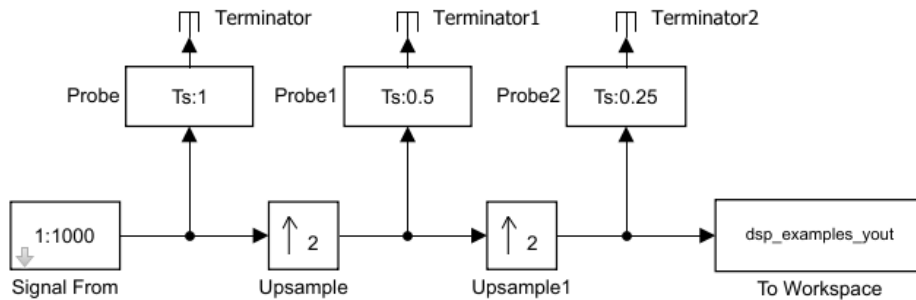 Terminator
Terminator1
Terminator2
Probe
Ts:1
Probe1
Ts:0.5
Probe2
Ts:0.25
1:1000
2
2
dsp_examples_yout
Signal From
Upsample
Upsample1
To Workspace